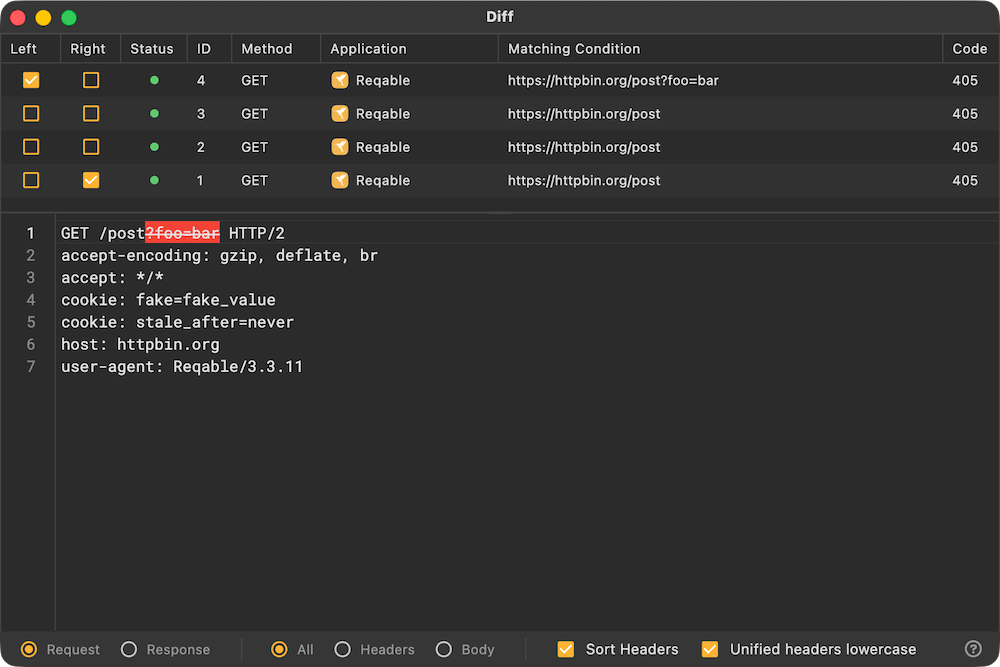 Diff
Left Right Status ID Method Application Matching Condition Code
4 GET Reqable https://httpbin.org/post?foo=bar 405
3 GET Reqable https://httpbin.org/post 405
2 GET Reqable https://httpbin.org/post 405
1 GET Reqable https://httpbin.org/post 405
1 GET /post?foo=bar HTTP/2
2 accept-encoding: gzip, deflate, br
3 accept: */*
4 cookie: fake=fake_value
5 cookie: stale_after=never
6 host: httpbin.org
7 user-agent: Reqable/3.3.11
Request Response All Headers Body Sort Headers Unified headers lowercase ?